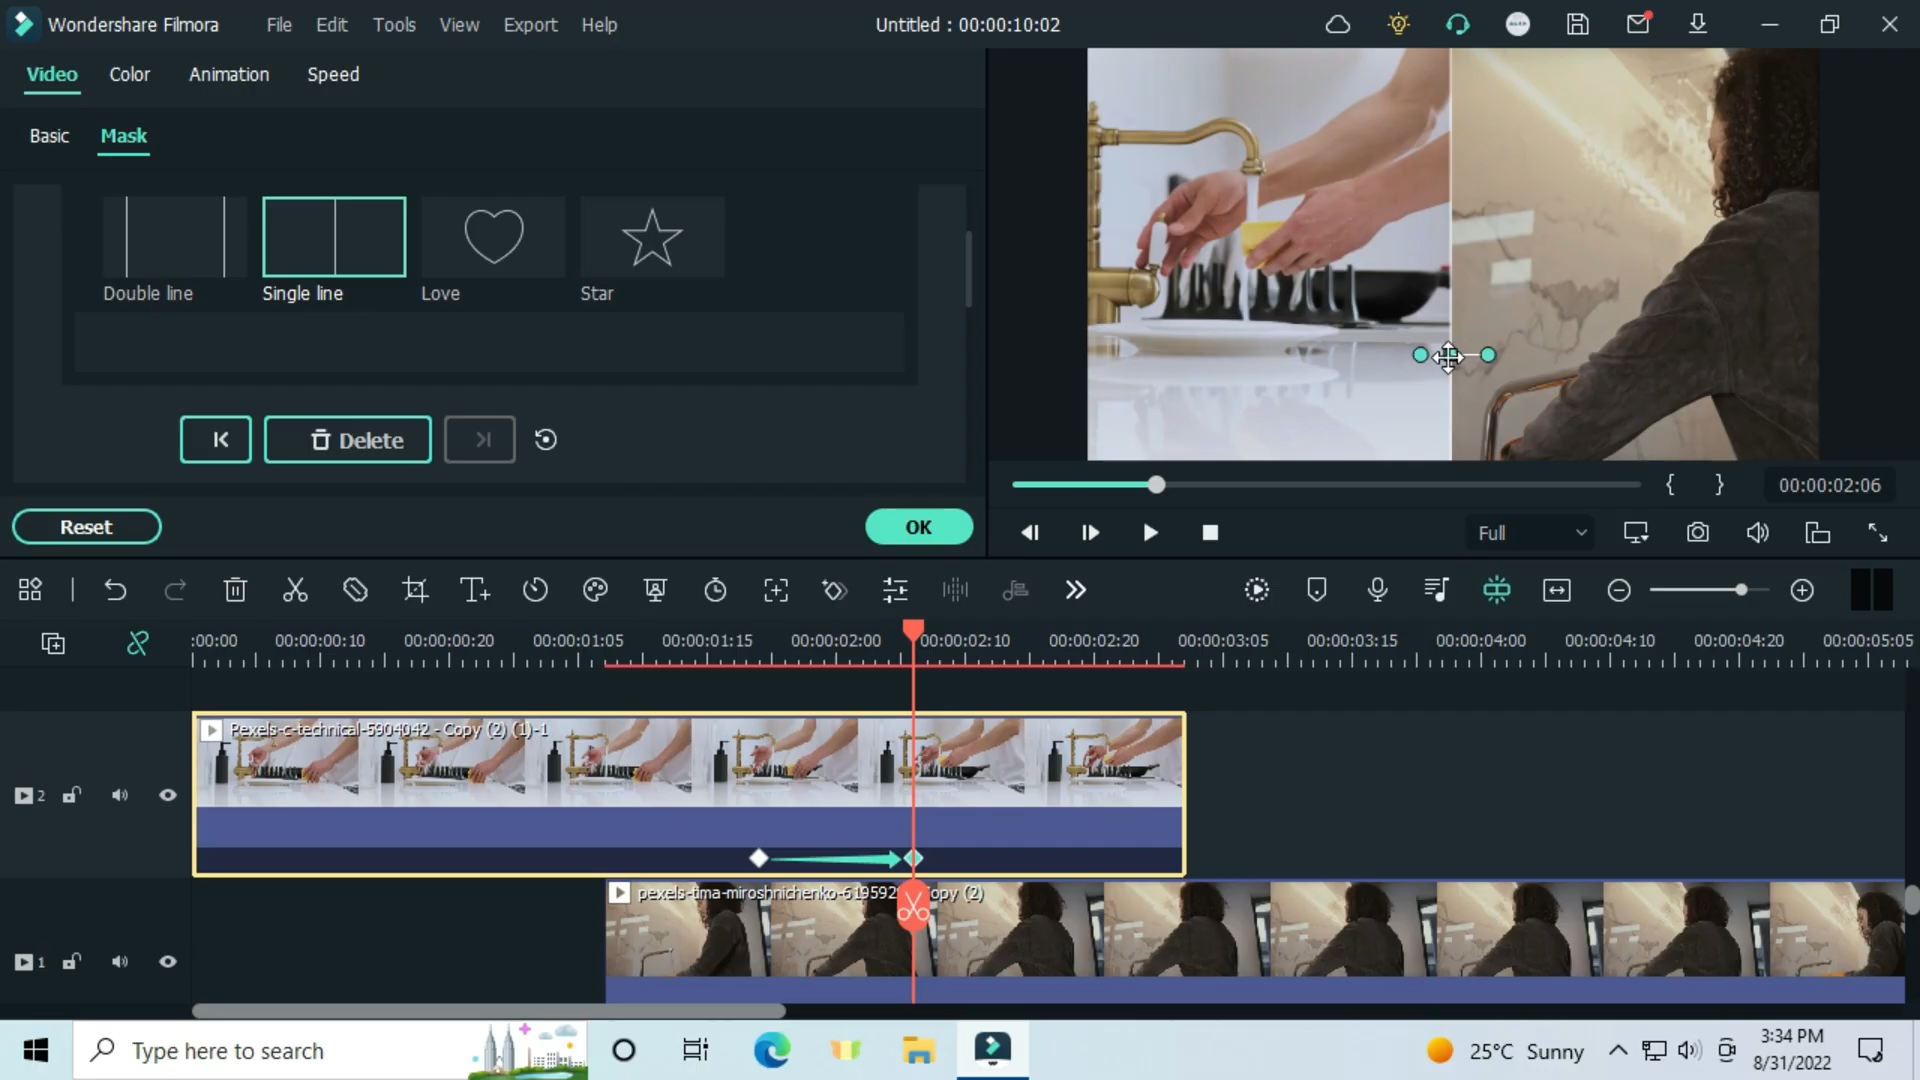 Wondershare Filmora File Edit Tools View Export Help Untitled : 00:00:10:02
Video Color Animation Speed
Basic Mask
Double line Single line Love Star
Delete
Reset OK
{ } 00:00:02:06
Full
:00:00 00:00:00:10 00:00:00:20 00:00:01:05 00:00:01:15 00:00:02:00 00:00:02:10 00:00:02:20 00:00:03:05 00:00:03:15 00:00:04:00 00:00:04:10 00:00:04:20 00:00:05:05
Pexels-c-technical-5904042 - Copy (2) (1)-1
2
pexels-tima-miroshnichenko-619592 opy (2)
1
Type here to search
25°C Sunny
3:34 PM
8/31/2022